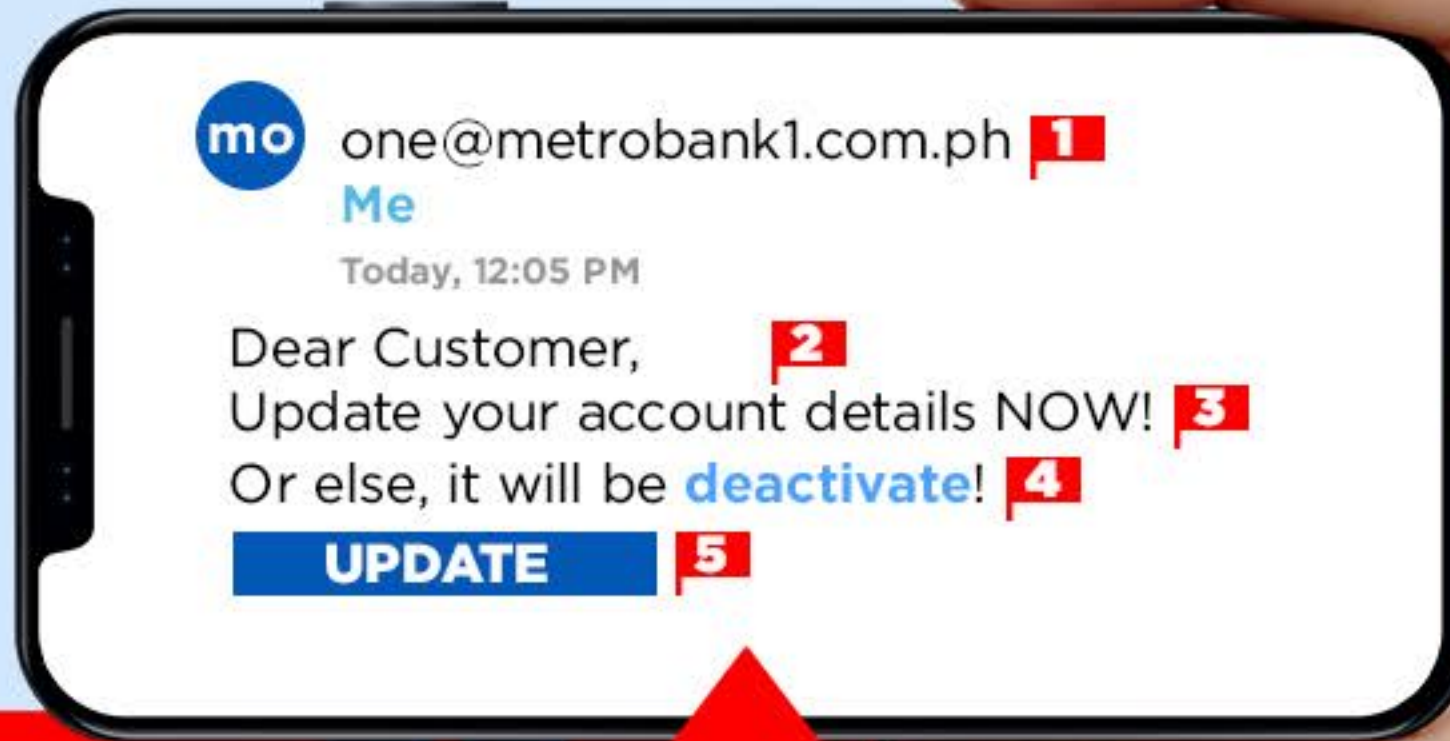 mo
one@metrobank1.com.ph 1
Me
Today, 12:05 PM
Dear Customer, 2
Update your account details NOW! 3
Or else, it will be deactivate! 4
UPDATE 5